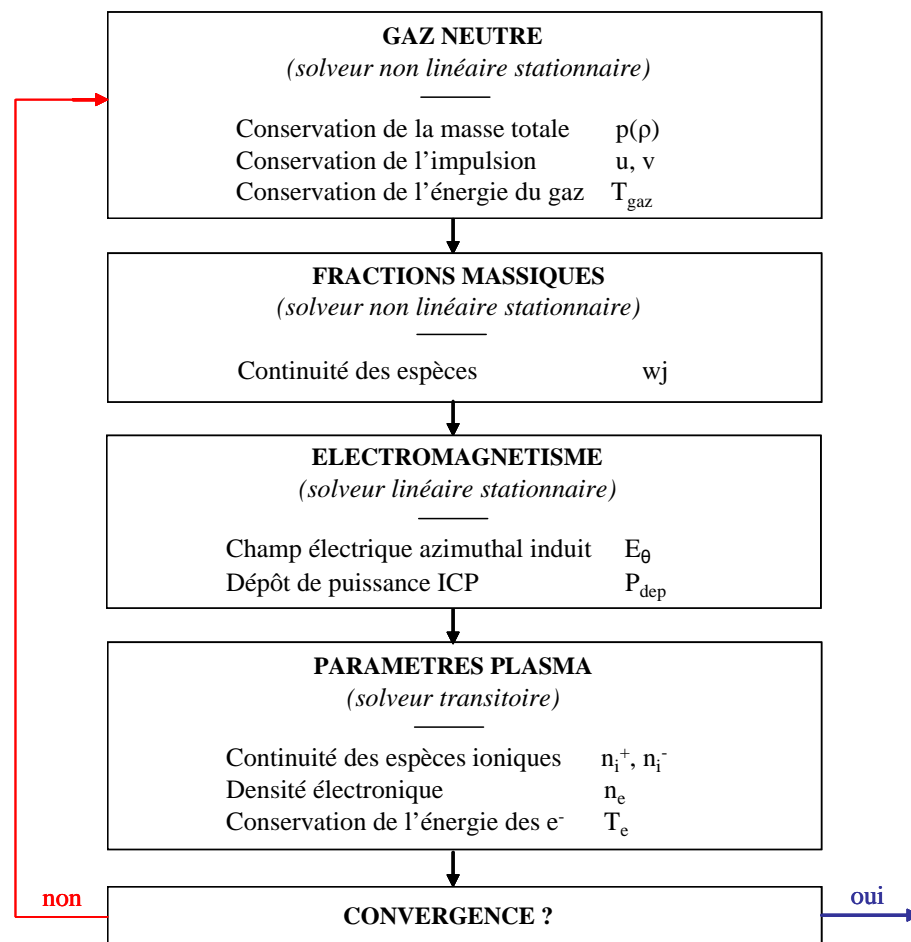 GAZ NEUTRE
(solveur non linéaire stationnaire)
Conservation de la masse totale p(ρ)
Conservation de l’impulsion u, v
Conservation de l’énergie du gaz T_gaz
FRACTIONS MASSIQUES
(solveur non linéaire stationnaire)
Continuité des espèces wj
ELECTROMAGNETISME
(solveur linéaire stationnaire)
Champ électrique azimuthal induit E_θ
Dépôt de puissance ICP P_dep
PARAMETRES PLASMA
(solveur transitoire)
Continuité des espèces ioniques n_i^+, n_i^-
Densité électronique n_e
Conservation de l’énergie des e^- T_e
non
CONVERGENCE ?
oui